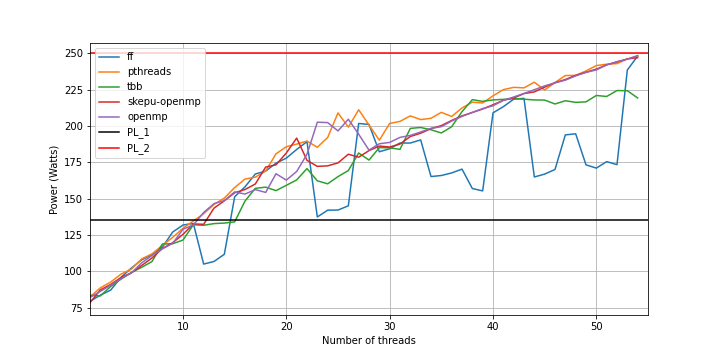 ff
pthreads
tbb
skepu-openmp
openmp
PL_1
PL_2
250
225
200
175
150
125
100
75
Power (Watts)
10
20
30
40
50
Number of threads